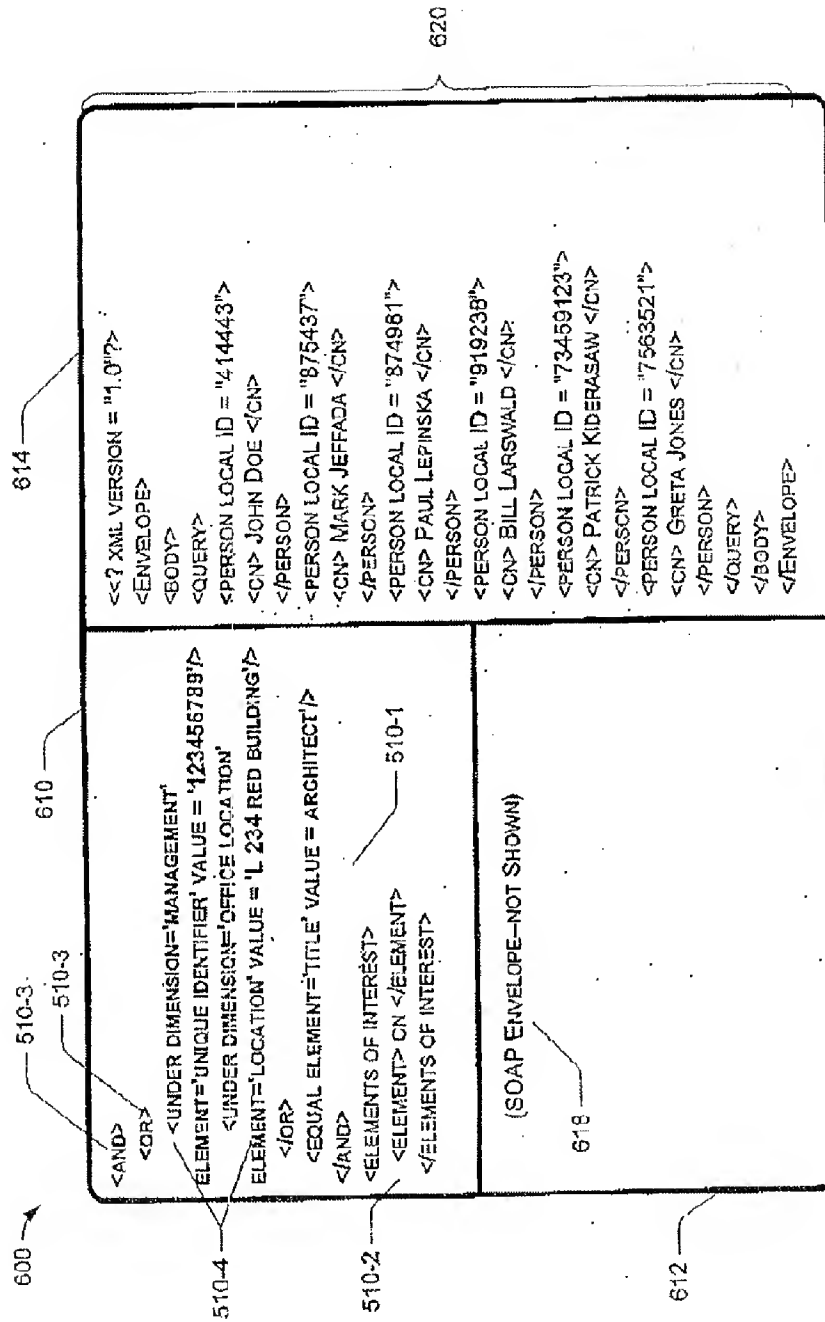 600
510-3
510-3
610
614
<AND>
<OR>
<UNDER DIMENSION='MANAGEMENT'
ELEMENT='UNIQUE IDENTIFIER' VALUE = '123456789'/>
<UNDER DIMENSION='OFFICE LOCATION'
ELEMENT='LOCATION' VALUE = 'L 234 RED BUILDING'/>
</OR>
<EQUAL ELEMENT='TITLE' VALUE = ARCHITECT'/>
</AND>
<ELEMENTS OF INTEREST>
<ELEMENT> CN </ELEMENT>
</ELEMENTS OF INTEREST>
510-4
510-2
510-1
(SOAP ENVELOPE–NOT SHOWN)
618
612
<<? XML VERSION = "1.0"?>
<ENVELOPE>
<BODY>
<QUERY>
<PERSON LOCAL ID = "414443">
<CN> JOHN DOE </CN>
</PERSON>
<PERSON LOCAL ID = "875437">
<CN> MARK JEFFADA </CN>
</PERSON>
<PERSON LOCAL ID = "874981">
<CN> PAUL LEPINSKA </CN>
</PERSON>
<PERSON LOCAL ID = "919238">
<CN> BILL LARSWALD </CN>
</PERSON>
<PERSON LOCAL ID = "73459123">
<CN> PATRICK KIDERASAW </CN>
</PERSON>
<PERSON LOCAL ID = "7563521">
<CN> GRETA JONES </CN>
</PERSON>
</QUERY>
</BODY>
</ENVELOPE>
620